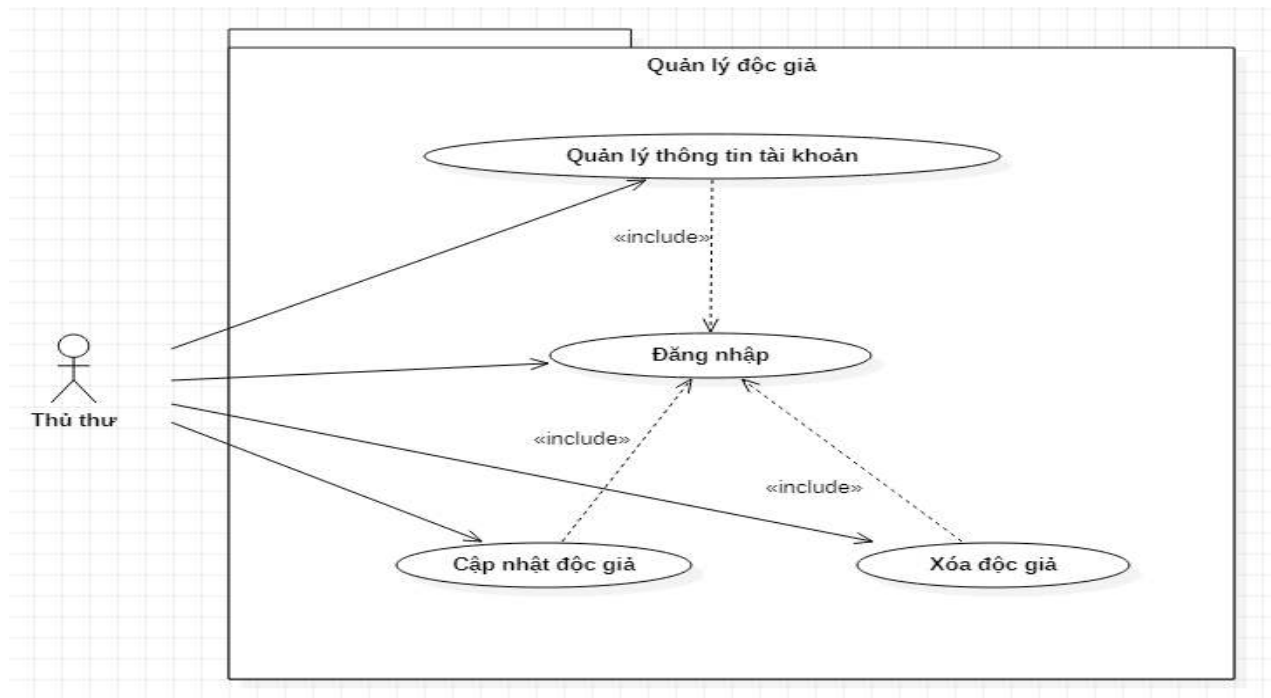 Quản lý độc giả
Quản lý thông tin tài khoản
«include»
Đăng nhập
Thủ thư
«include»
«include»
Cập nhật độc giả
Xóa độc giả